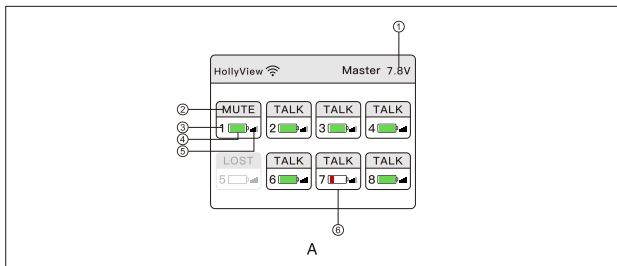 ①
HollyView Master 7.8V
② MUTE TALK TALK TALK
③ 1 2 3 4
④
⑤
LOST TALK TALK TALK
5 6 7 8
⑥
A